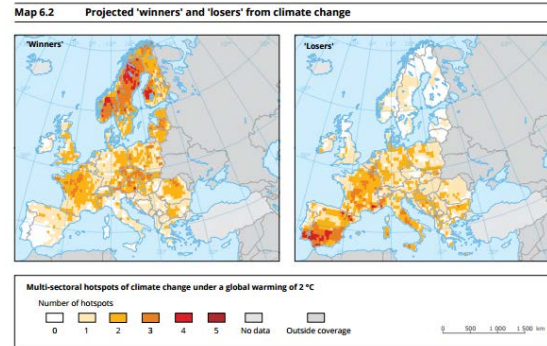 Map 6.2 Projected 'winners' and 'losers' from climate change
'Winners'
'Losers'
Multi-sectoral hotspots of climate change under a global warming of 2 °C
Number of hotspots
0 1 2 3 4 5 No data Outside coverage
0 500 1 000 1 500 km